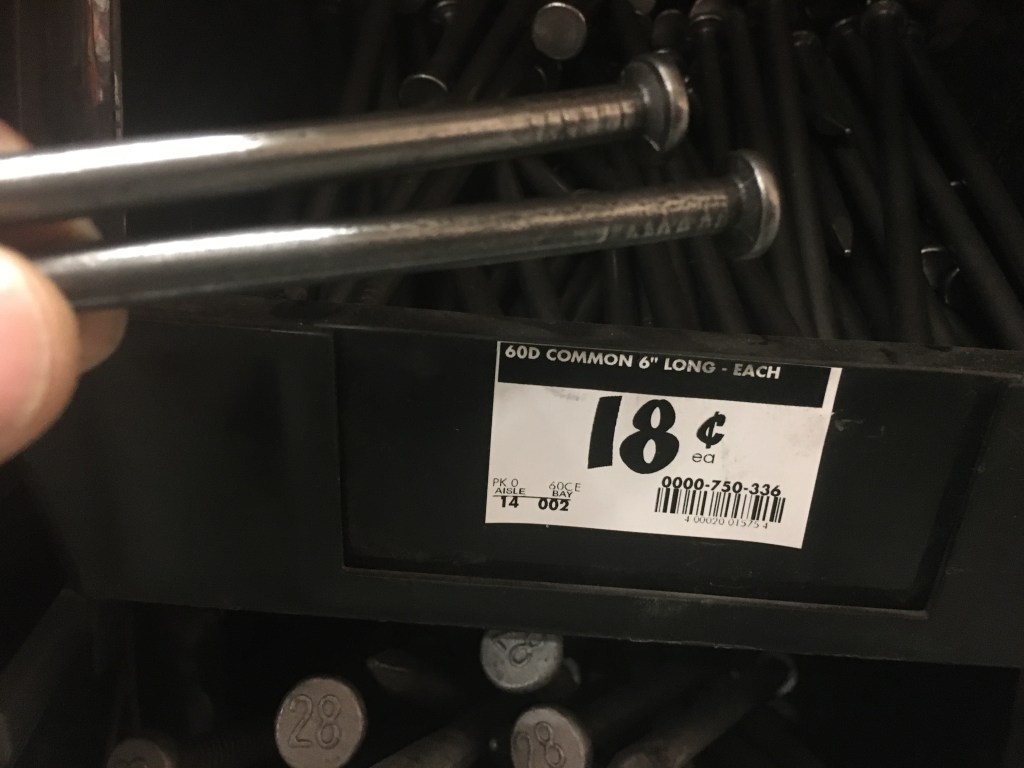 60D COMMON 6" LONG - EACH
18¢
ea
PK 0 60CE
AISLE BAY
14 002
0000-750-336
4 00020 01575 4
28
28
28